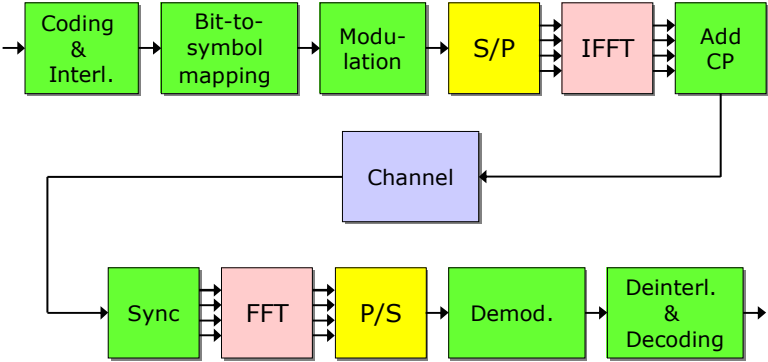 Coding
&
Interl.
Bit-to-
symbol
mapping
Modu-
lation
S/P
IFFT
Add
CP
Channel
Sync
FFT
P/S
Demod.
Deinterl.
&
Decoding